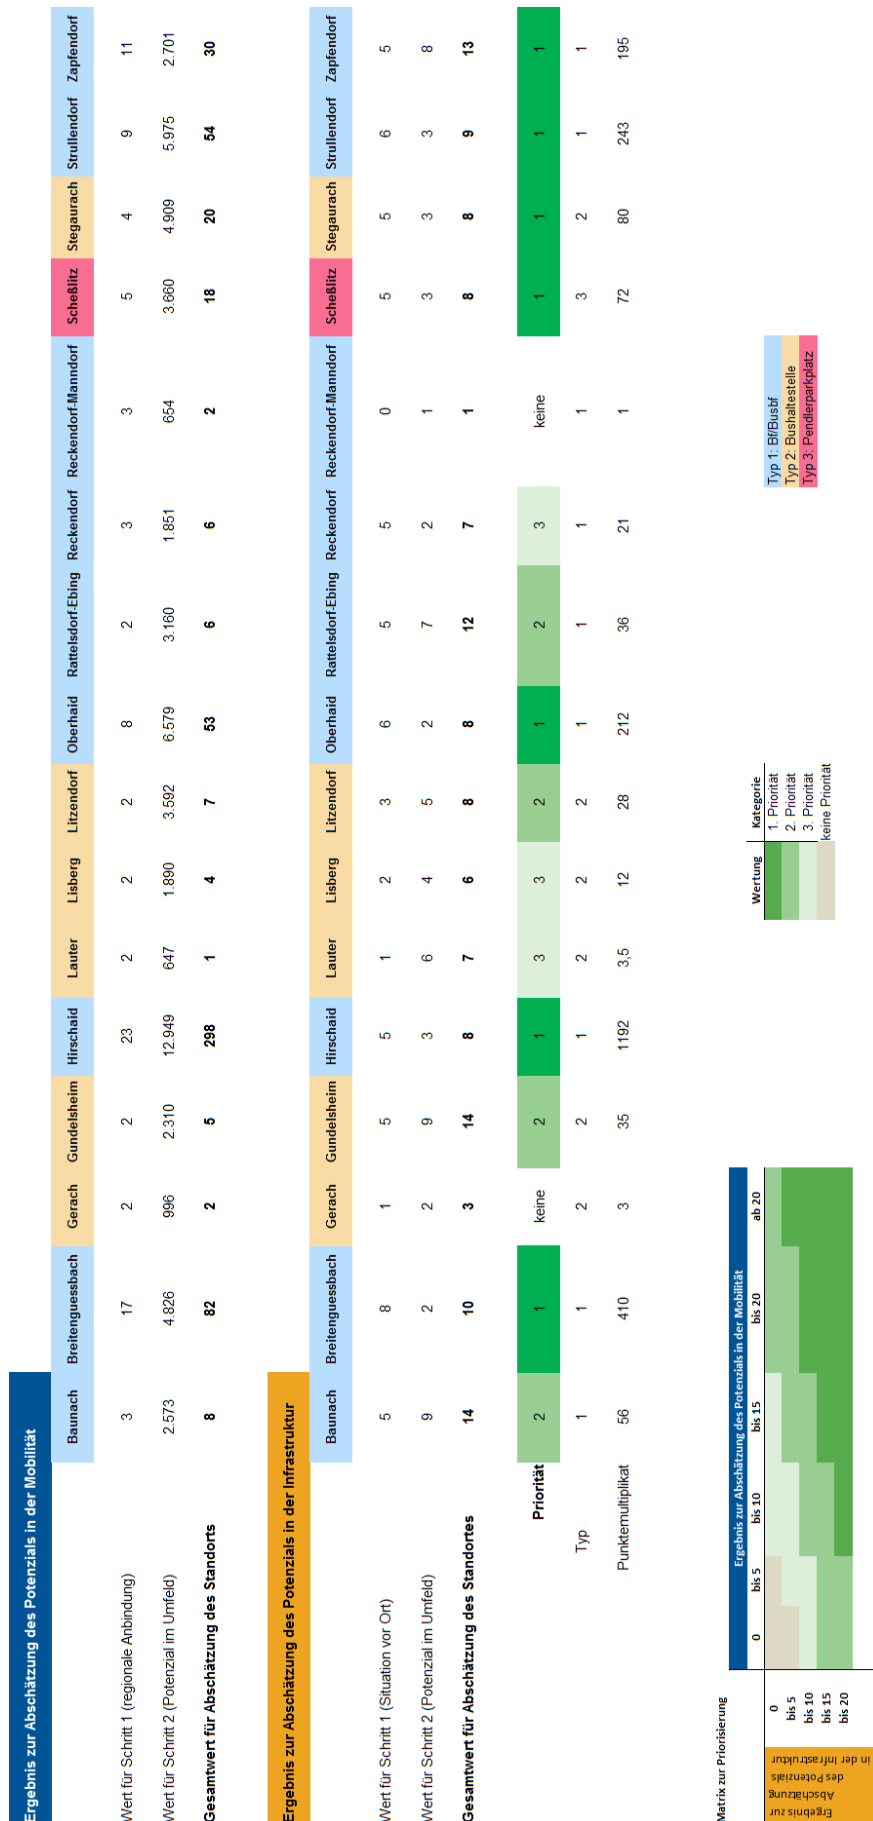 Ergebnis zur Abschätzung des Potenzials in der Mobilität
Baunach Breitenguessbach Gerach Gundelsheim Hirschaid Lauter Lisberg Litzendorf Oberhaid Rattelsdorf-Ebing Reckendorf Reckendorf-Manndorf Scheßlitz Stegaurach Strullendorf Zapfendorf
Wert für Schritt 1 (regionale Anbindung) 3 17 2 2 23 2 2 2 8 2 3 3 5 4 9 11
Wert für Schritt 2 (Potenzial im Umfeld) 2.573 4.826 996 2.310 12.949 647 1.890 3.592 6.579 3.160 1.851 654 3.660 4.909 5.975 2.701
Gesamtwert für Abschätzung des Standorts 8 82 2 5 298 1 4 7 53 6 6 2 18 20 54 30
Ergebnis zur Abschätzung des Potenzials in der Infrastruktur
Baunach Breitenguessbach Gerach Gundelsheim Hirschaid Lauter Lisberg Litzendorf Oberhaid Rattelsdorf-Ebing Reckendorf Reckendorf-Manndorf Scheßlitz Stegaurach Strullendorf Zapfendorf
Wert für Schritt 1 (Situation vor Ort) 5 8 1 5 5 1 2 3 6 5 5 0 5 5 6 5
Wert für Schritt 2 (Potenzial im Umfeld) 9 2 2 9 3 6 4 5 2 7 2 1 3 3 3 8
Gesamtwert für Abschätzung des Standortes 14 10 3 14 8 7 6 8 8 12 7 1 8 8 9 13
Priorität 2 1 keine 2 1 3 3 2 1 2 3 keine 1 1 1 1
Typ 1 1 2 2 1 2 2 2 1 1 1 1 3 2 1 1
Punktemultiplikat 56 410 3 35 1192 3,5 12 28 212 36 21 1 72 80 243 195
Matrix zur Priorisierung
Ergebnis zur Abschätzung des Potenzials in der Mobilität
0 bis 5 bis 10 bis 15 bis 20 ab 20
Ergebnis zur
Abschätzung
des Potenzials
in der Infrastruktur
0
bis 5
bis 10
bis 15
bis 20
Wertung Kategorie
1. Priorität
2. Priorität
3. Priorität
keine Priorität
Typ 1: Bf/Busbf
Typ 2: Bushaltestelle
Typ 3: Pendlerparkplatz